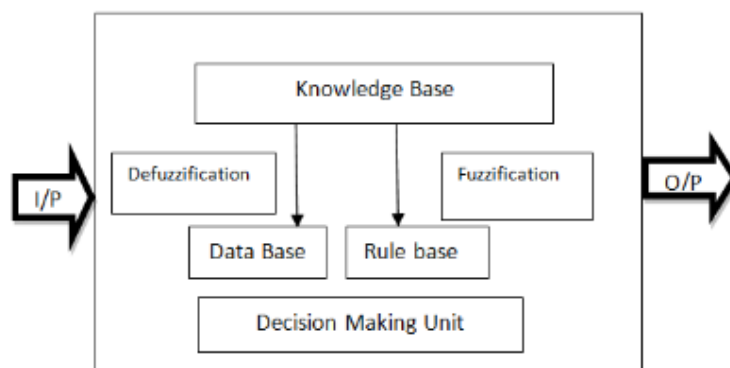 Knowledge Base
Defuzzification
Fuzzification
I/P
O/P
Data Base
Rule base
Decision Making Unit